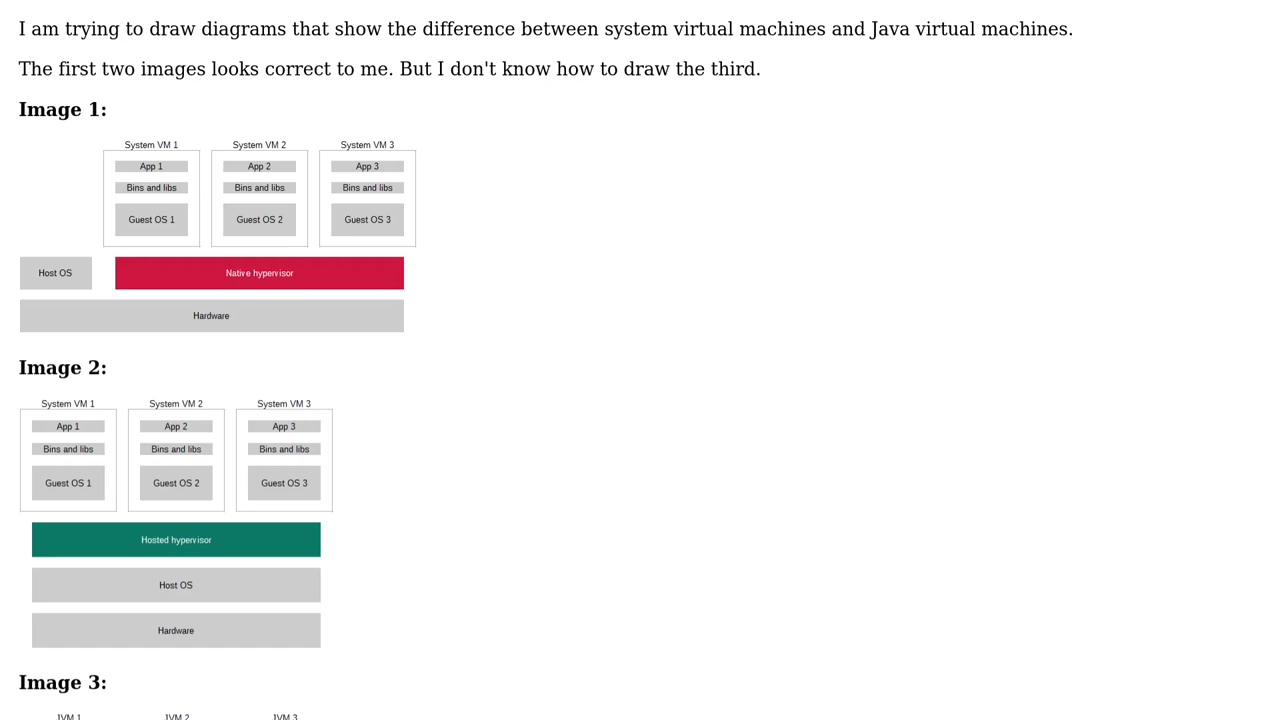 I am trying to draw diagrams that show the difference between system virtual machines and Java virtual machines.
The first two images looks correct to me. But I don't know how to draw the third.
Image 1:
System VM 1
System VM 2
System VM 3
App 1
App 2
App 3
Bins and libs
Bins and libs
Bins and libs
Guest OS 1
Guest OS 2
Guest OS 3
Host OS
Native hypervisor
Hardware
Image 2:
System VM 1
System VM 2
System VM 3
App 1
App 2
App 3
Bins and libs
Bins and libs
Bins and libs
Guest OS 1
Guest OS 2
Guest OS 3
Hosted hypervisor
Host OS
Hardware
Image 3:
JVM 1
JVM 2
JVM 3